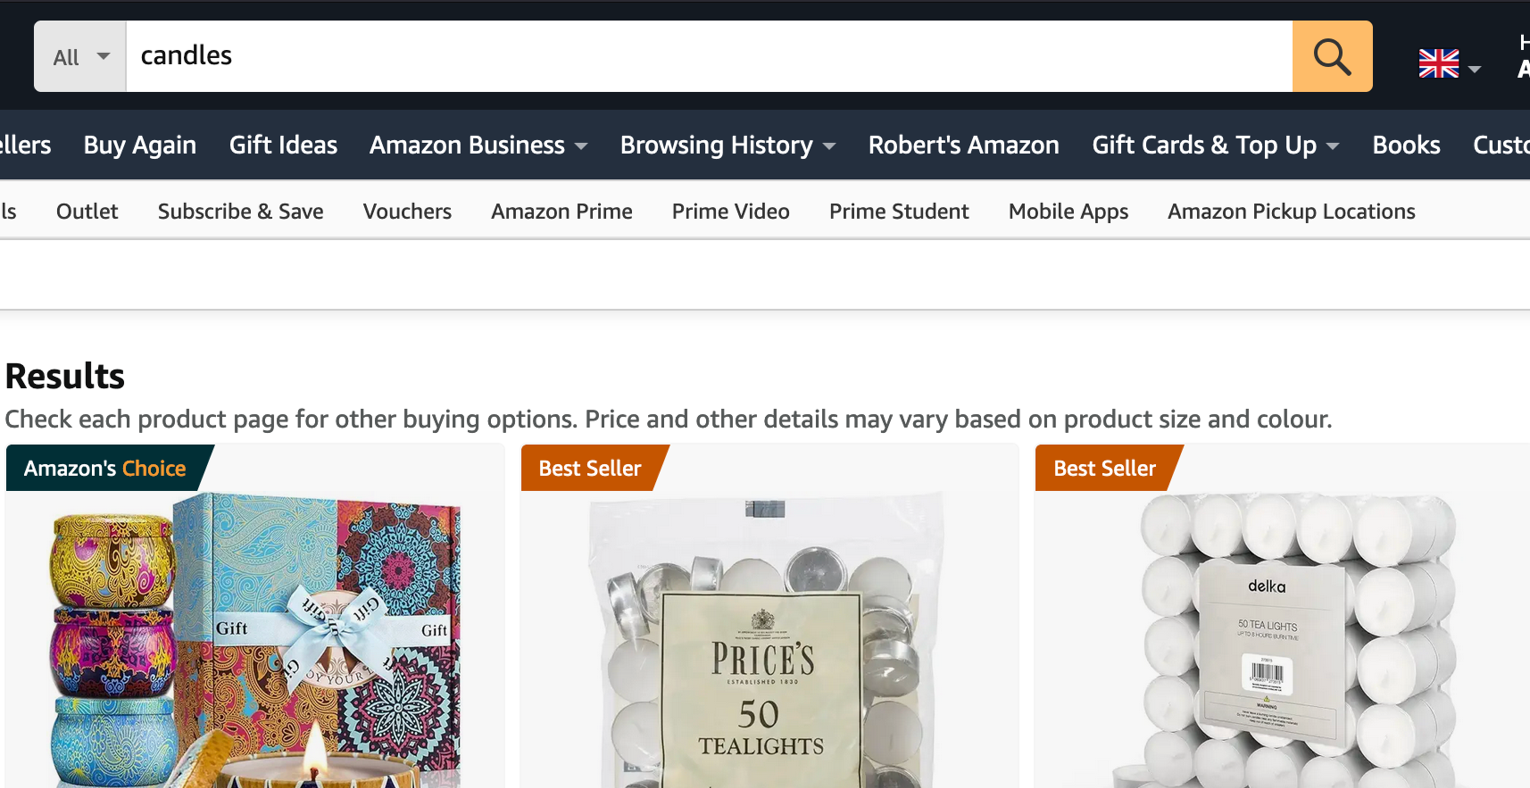 All
candles
H
A
ellers Buy Again Gift Ideas Amazon Business Browsing History Robert's Amazon Gift Cards & Top Up Books Custo
ls Outlet Subscribe & Save Vouchers Amazon Prime Prime Video Prime Student Mobile Apps Amazon Pickup Locations
Results
Check each product page for other buying options. Price and other details may vary based on product size and colour.
Amazon's Choice
Best Seller
Best Seller
Gift
Gift
Gift
Gift
PRICE'S
ESTABLISHED 1830
50
TEALIGHTS
delka
50 TEA LIGHTS
UP TO 8 HOURS BURN TIME
WARNING